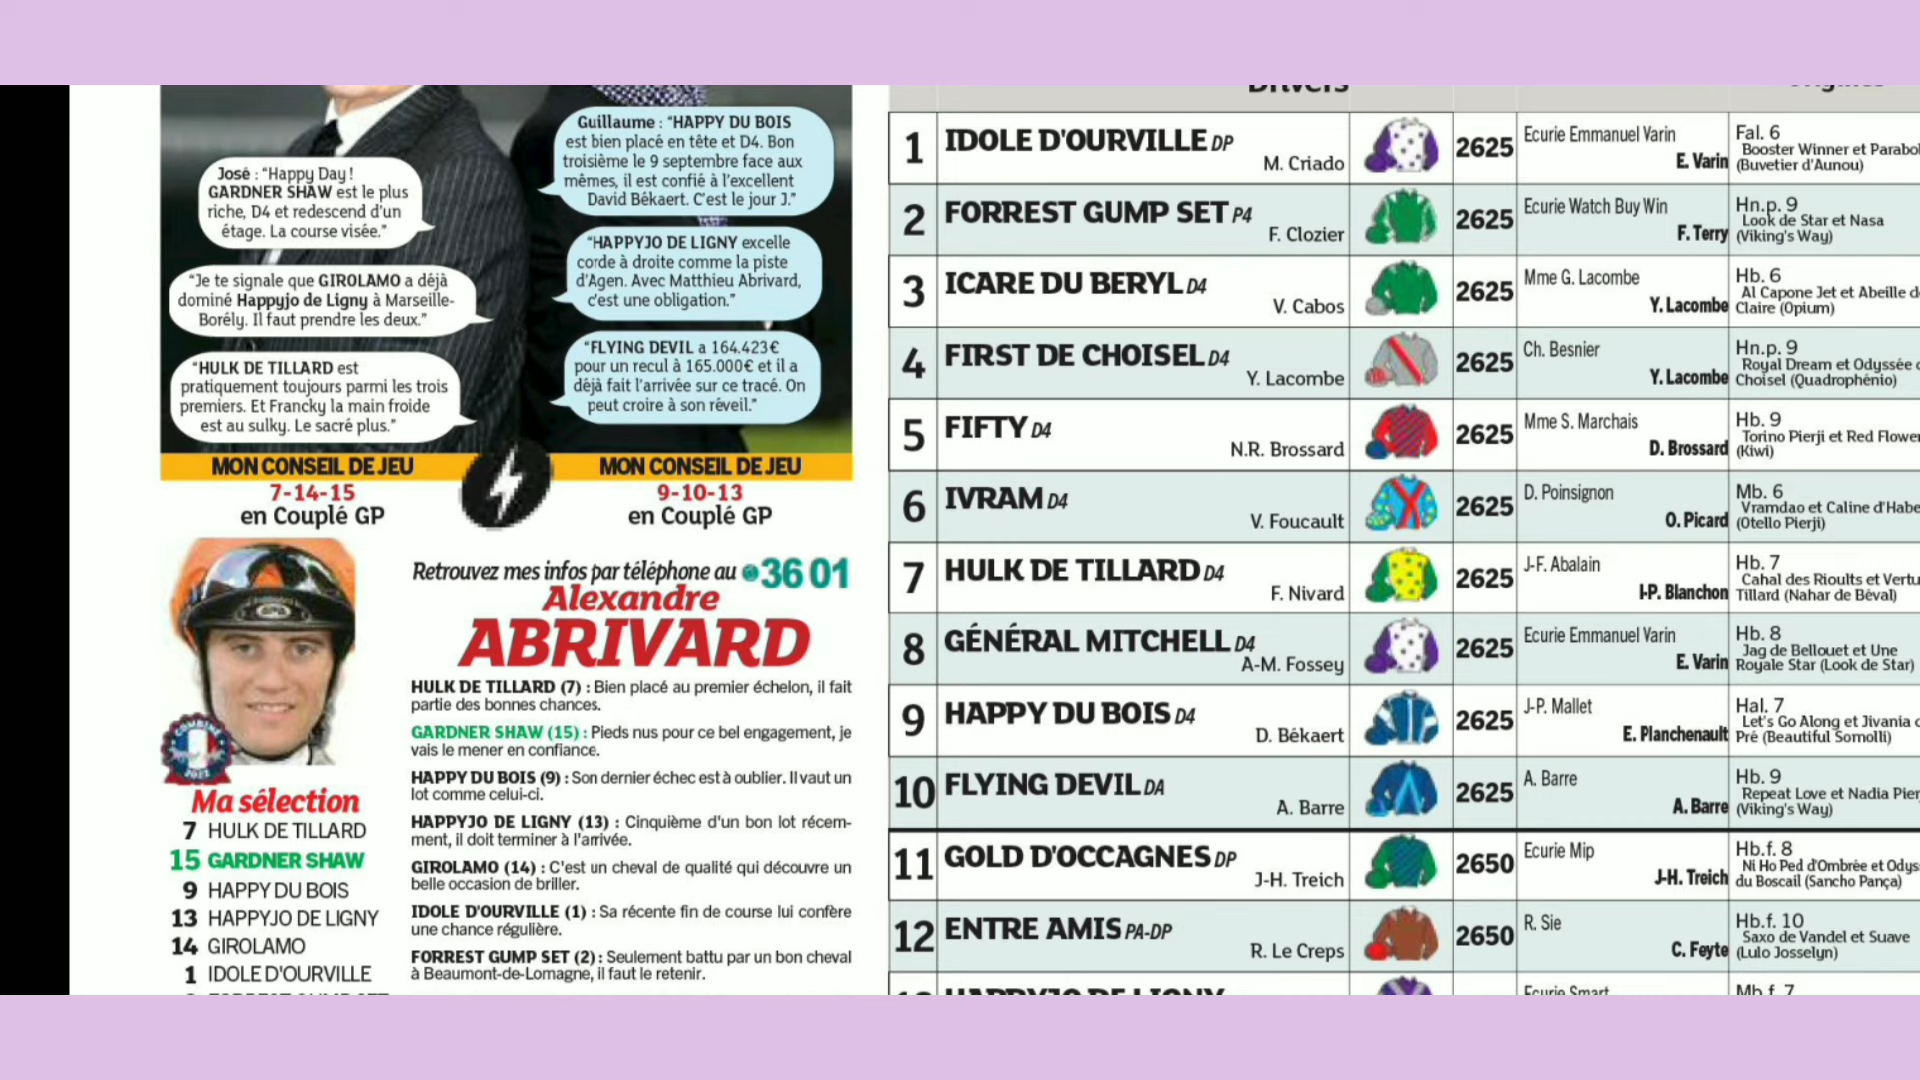 José : "Happy Day !
GARDNER SHAW est le plus
riche, D4 et redescend d'un
étage. La course visée."
"Je te signale que GIROLAMO a déjà
dominé Happyjo de Ligny à Marseille-
Borély. Il faut prendre les deux."
"HULK DE TILLARD est
pratiquement toujours parmi les trois
premiers. Et Francky la main froide
est au sulky. Le sacré plus."
Guillaume : "HAPPY DU BOIS
est bien placé en tête et D4. Bon
troisième le 9 septembre face aux
mêmes, il est confié à l'excellent
David Békaert. C'est le jour J."
"HAPPYJO DE LIGNY excelle
corde à droite comme la piste
d'Agen. Avec Matthieu Abrivard,
c'est une obligation."
"FLYING DEVIL a 164.423€
pour un recul à 165.000€ et il a
déjà fait l'arrivée sur ce tracé. On
peut croire à son réveil."
MON CONSEIL DE JEU
7-14-15
en Couplé GP
MON CONSEIL DE JEU
9-10-13
en Couplé GP
Retrouvez mes infos par téléphone au 36 01
Alexandre
ABRIVARD
HULK DE TILLARD (7) : Bien placé au premier échelon, il fait
partie des bonnes chances.
GARDNER SHAW (15) : Pieds nus pour ce bel engagement, je
vais le mener en confiance.
HAPPY DU BOIS (9) : Son dernier échec est à oublier. Il vaut un
lot comme celui-ci.
HAPPYJO DE LIGNY (13) : Cinquième d'un bon lot récem-
ment, il doit terminer à l'arrivée.
GIROLAMO (14) : C'est un cheval de qualité qui découvre un
belle occasion de briller.
IDOLE D'OURVILLE (1) : Sa récente fin de course lui confère
une chance régulière.
FORREST GUMP SET (2) : Seulement battu par un bon cheval
à Beaumont-de-Lomagne, il faut le retenir.
2022
Ma sélection
7 HULK DE TILLARD
15 GARDNER SHAW
9 HAPPY DU BOIS
13 HAPPYJO DE LIGNY
14 GIROLAMO
1 IDOLE D'OURVILLE
Drivers
1 IDOLE D'OURVILLE DP
M. Criado
2625
Ecurie Emmanuel Varin
E. Varin
Fal. 6
Booster Winner et Parabol
(Buvetier d'Aunou)
2 FORREST GUMP SET P4
F. Clozier
2625
Ecurie Watch Buy Win
F. Terry
Hn.p. 9
Look de Star et Nasa
(Viking's Way)
3 ICARE DU BERYL D4
V. Cabos
2625
Mme G. Lacombe
Y. Lacombe
Hb. 6
Al Capone Jet et Abeille d
Claire (Opium)
4 FIRST DE CHOISEL D4
Y. Lacombe
2625
Ch. Besnier
Y. Lacombe
Hn.p. 9
Royal Dream et Odyssée
Choisel (Quadrophénio)
5 FIFTY D4
N.R. Brossard
2625
Mme S. Marchais
D. Brossard
Hb. 9
Torino Pierji et Red Flower
(Kiwi)
6 IVRAM D4
V. Foucault
2625
D. Poinsignon
O. Picard
Mb. 6
Vramdao et Caline d'Habe
(Otello Pierji)
7 HULK DE TILLARD D4
F. Nivard
2625
J-F. Abalain
J-P. Blanchon
Hb. 7
Cahal des Rioults et Vertu
Tillard (Nahar de Béval)
8 GÉNÉRAL MITCHELL D4
A-M. Fossey
2625
Ecurie Emmanuel Varin
E. Varin
Hb. 8
Jag de Bellouet et Une
Royale Star (Look de Star)
9 HAPPY DU BOIS D4
D. Békaert
2625
J-P. Mallet
E. Planchenault
Hal. 7
Let's Go Along et Jivania
Pré (Beautiful Somolli)
10 FLYING DEVIL DA
A. Barre
2625
A. Barre
A. Barre
Hb. 9
Repeat Love et Nadia Pier
(Viking's Way)
11 GOLD D'OCCAGNES DP
J-H. Treich
2650
Ecurie Mip
J-H. Treich
Hb.f. 8
Ni Ho Ped d'Ombrée et Odys
du Boscail (Sancho Pança)
12 ENTRE AMIS PA-DP
R. Le Creps
2650
R. Sie
C. Feyte
Hb.f. 10
Saxo de Vandel et Suave
(Lulo Josselyn)
HAPPYJO DE LIGNY
Ecurie Smart
Mb.f. 7